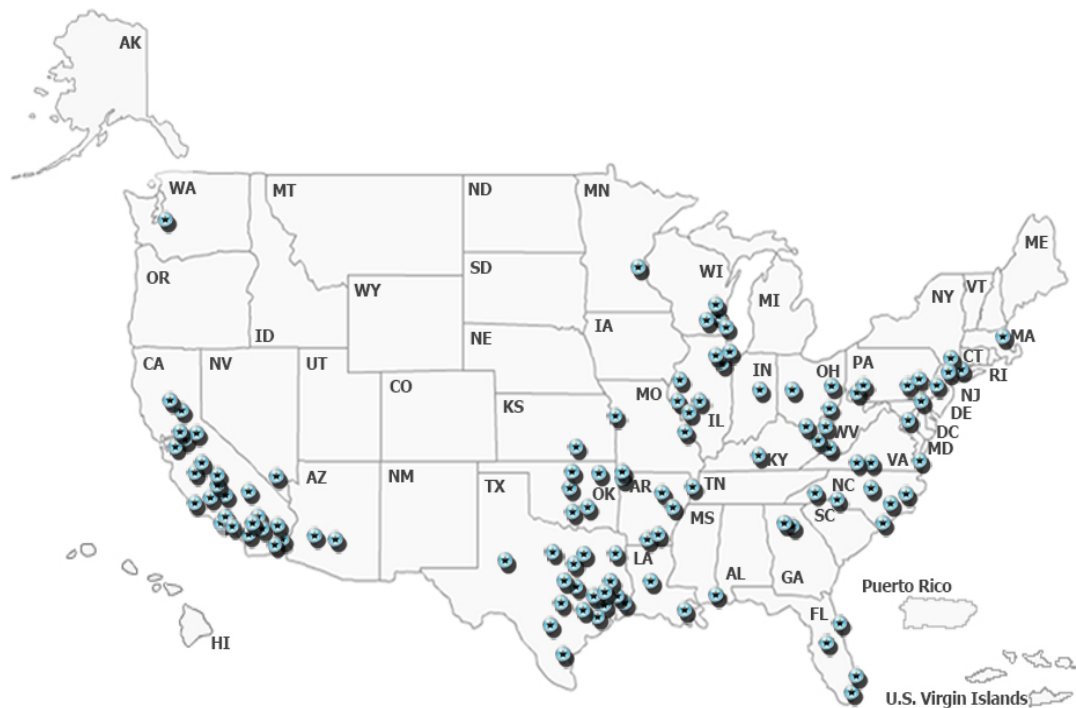 AK
WA
MT
ND
MN
ME
OR
SD
WI
VT
ID
WY
MI
NY
NE
IA
MA
CA
NV
UT
CO
KS
MO
IL
IN
OH
PA
CT
RI
NJ
DE
DC
MD
WV
VA
KY
AZ
NM
TX
OK
AR
TN
NC
SC
MS
LA
AL
GA
Puerto Rico
FL
HI
U.S. Virgin Islands